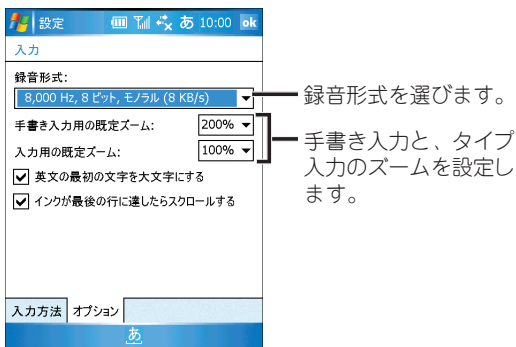 設定 あ 10:00 ok
入力
録音形式:
8,000 Hz, 8 ビット, モノラル (8 KB/s)
録音形式を選びます。
手書き入力用の既定ズーム: 200%
入力用の既定ズーム: 100%
手書き入力と、タイプ
入力のズームを設定し
ます。
英文の最初の文字を大文字にする
インクが最後の行に達したらスクロールする
入力方法 オプション
あ